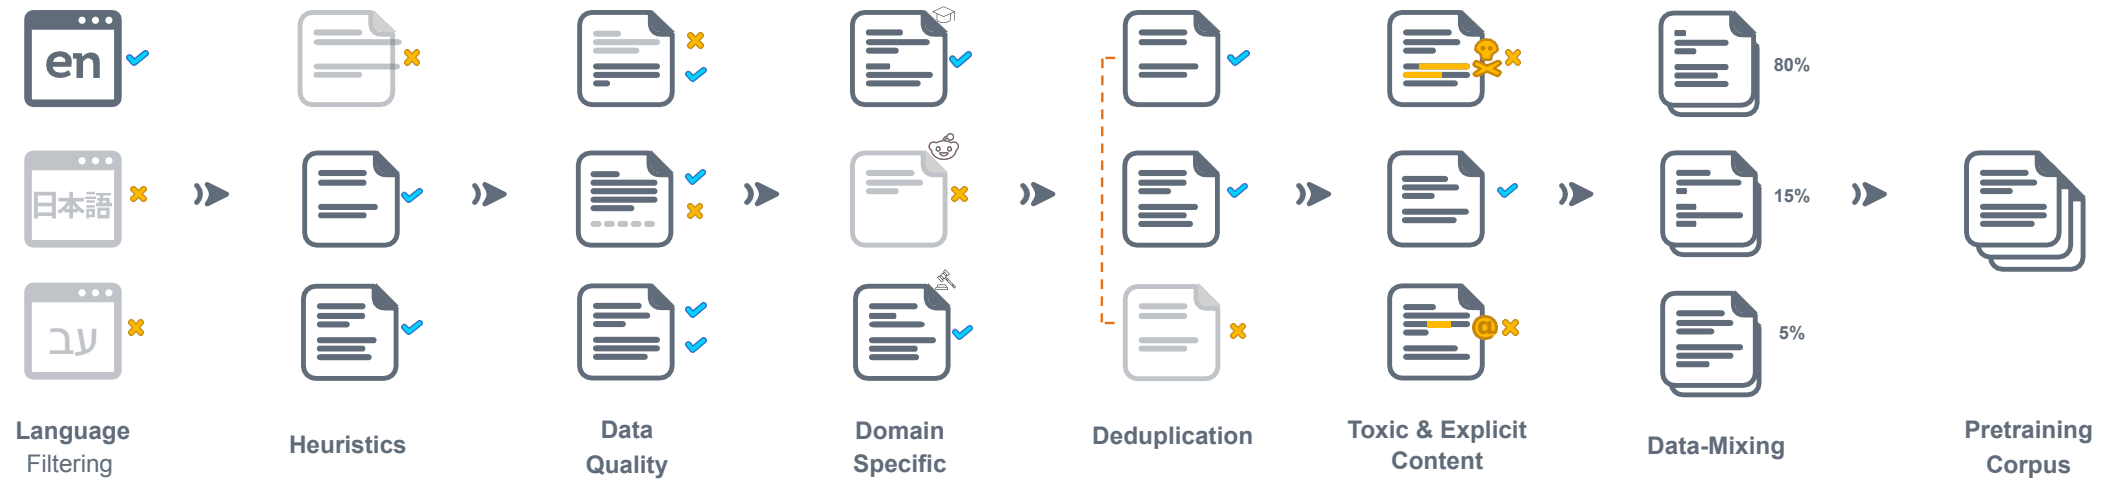 en
日本語
עב
@
80%
15%
5%
Language
Filtering
Heuristics
Data
Quality
Domain
Specific
Deduplication
Toxic & Explicit
Content
Data-Mixing
Pretraining
Corpus